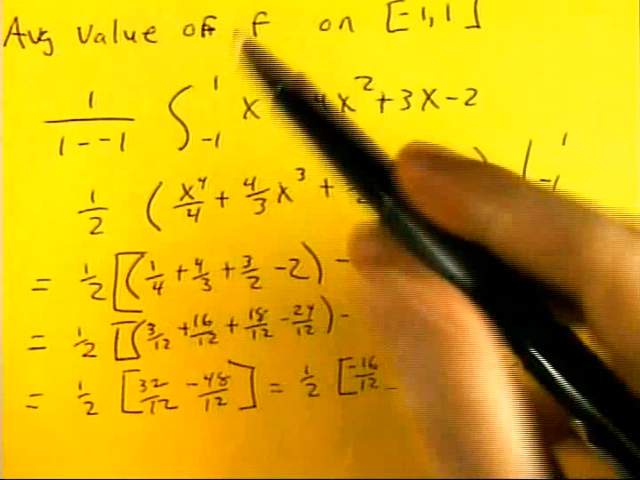 Avg value of f on [-1, 1]
1/(1--1) ∫_-1^1 x 4x² + 3x - 2
1/2 ( x⁴/4 + 4/3 x³ + ) |_-1^1
= 1/2 [( 1/4 + 4/3 + 3/2 - 2 ) -
= 1/2 [( 3/12 + 16/12 + 18/12 - 24/12 ) -
= 1/2 [ 32/12 - 48/12 ] = 1/2 [ -16/12